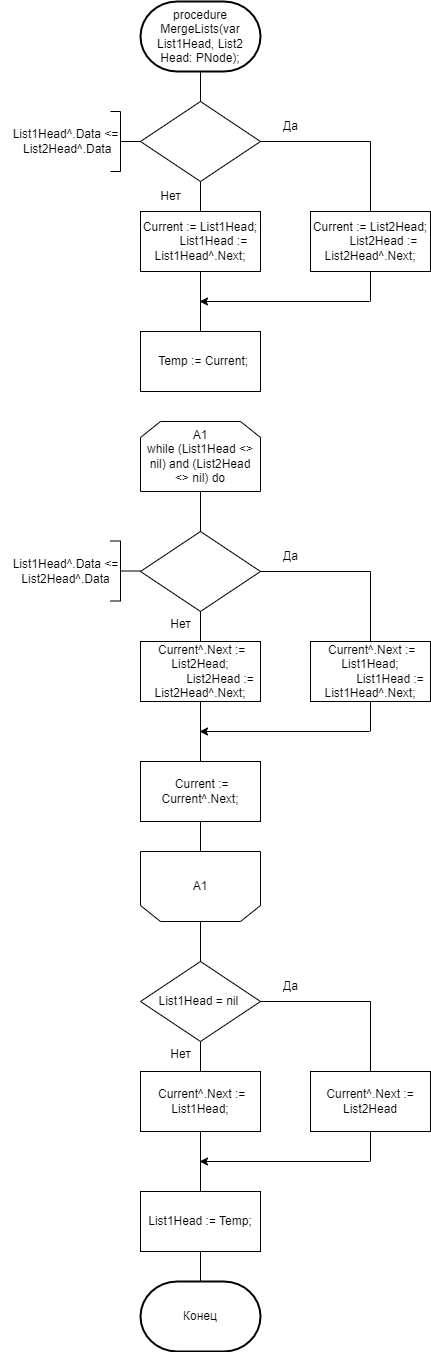 procedure
MergeLists(var
List1Head, List2
Head: PNode);
List1Head^.Data <=
List2Head^.Data
Да
Нет
Current := List1Head;
List1Head :=
List1Head^.Next;
Current := List2Head;
List2Head :=
List2Head^.Next;
Temp := Current;
A1
while (List1Head <>
nil) and (List2Head
<> nil) do
List1Head^.Data <=
List2Head^.Data
Да
Нет
Current^.Next :=
List2Head;
List2Head :=
List2Head^.Next;
Current^.Next :=
List1Head;
List1Head :=
List1Head^.Next;
Current :=
Current^.Next;
A1
List1Head = nil
Да
Нет
Current^.Next :=
List1Head;
Current^.Next :=
List2Head
List1Head := Temp;
Конец